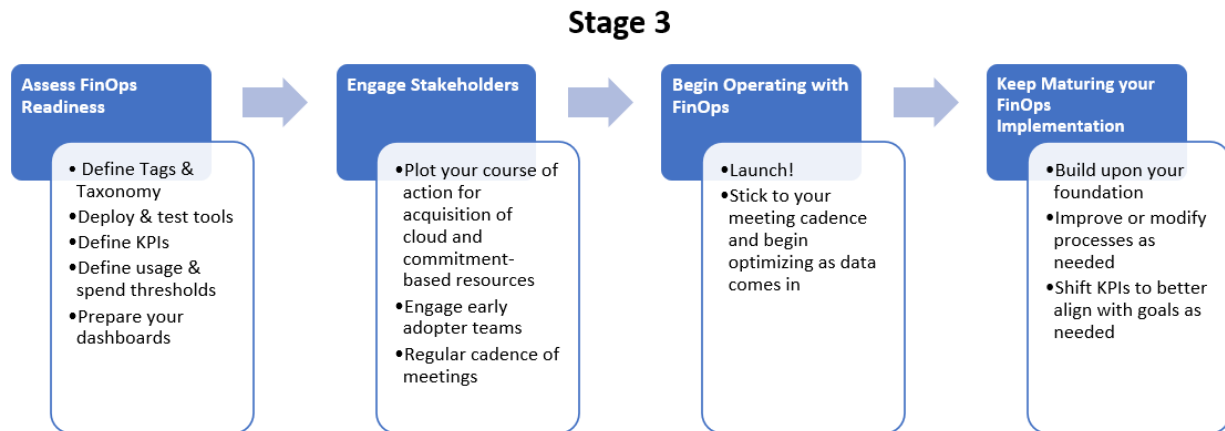 Stage 3
Assess FinOps
Readiness
• Define Tags &
Taxonomy
•Deploy & test tools
•Define KPIs
•Define usage &
spend thresholds
•Prepare your
dashboards
Engage Stakeholders
•Plot your course of
action for
acquisition of
cloud and
commitment-
based resources
•Engage early
adopter teams
•Regular cadence of
meetings
Begin Operating with
FinOps
•Launch!
•Stick to your
meeting cadence
and begin
optimizing as data
comes in
Keep Maturing your
FinOps
Implementation
•Build upon your
foundation
•Improve or modify
processes as
needed
•Shift KPIs to better
align with goals as
needed